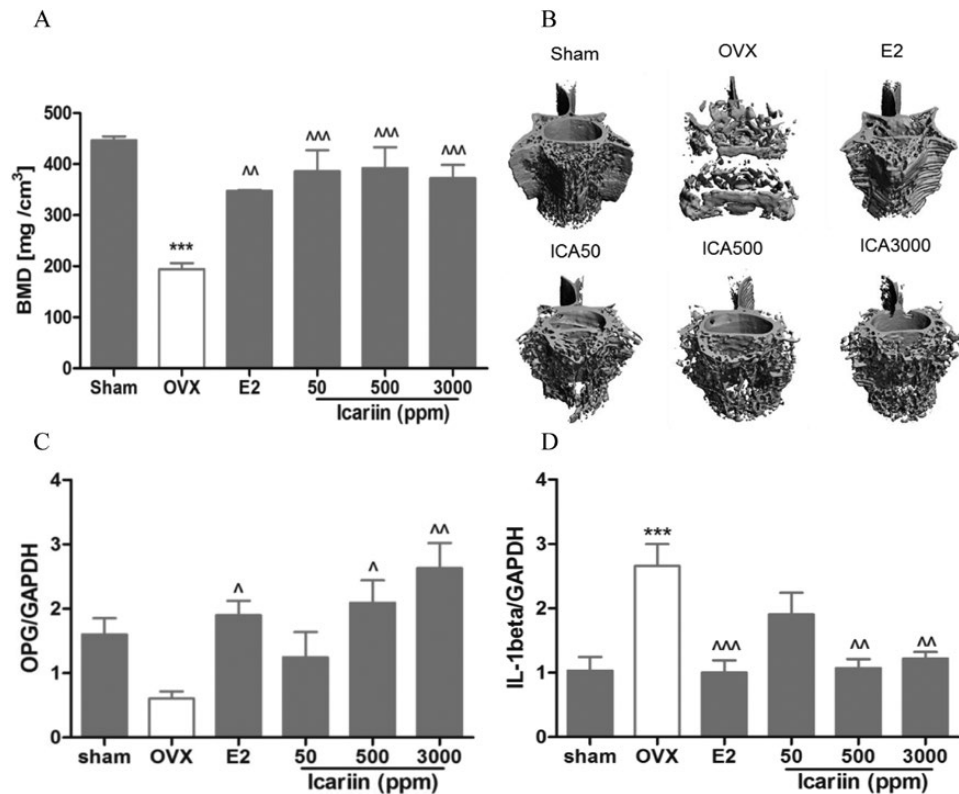 A
B
Sham
OVX
E2
ICA50
ICA500
ICA3000
BMD [mg /cm³]
500
400
300
200
100
0
***
^^
^^^
^^^
^^^
Sham
OVX
E2
50
500
3000
Icariin (ppm)
C
D
OPG/GAPDH
4
3
2
1
0
^
^
^^
sham
OVX
E2
50
500
3000
Icariin (ppm)
IL-1beta/GAPDH
4
3
2
1
0
***
^^^
^^
^^
sham
OVX
E2
50
500
3000
Icariin (ppm)